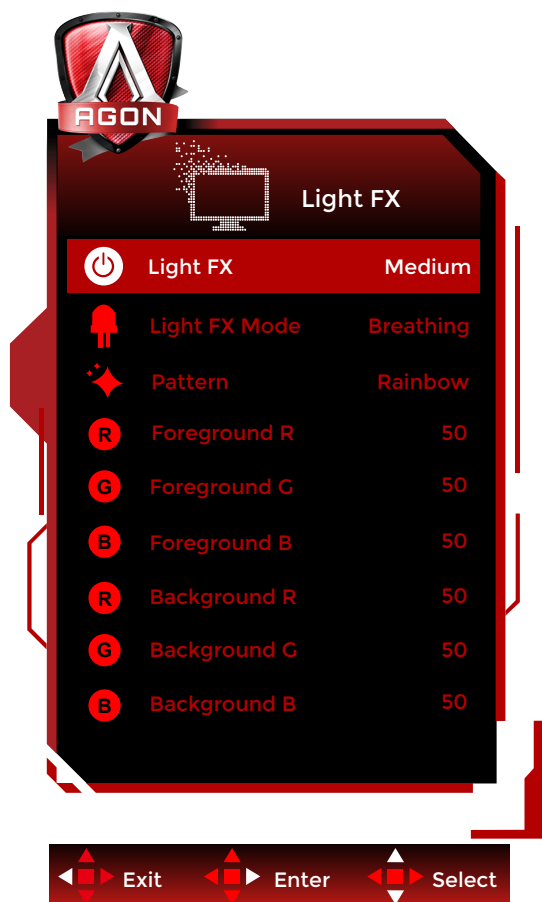 AGON
Light FX
Light FX Medium
Light FX Mode Breathing
Pattern Rainbow
R Foreground R 50
G Foreground G 50
B Foreground B 50
R Background R 50
G Background G 50
B Background B 50
Exit Enter Select